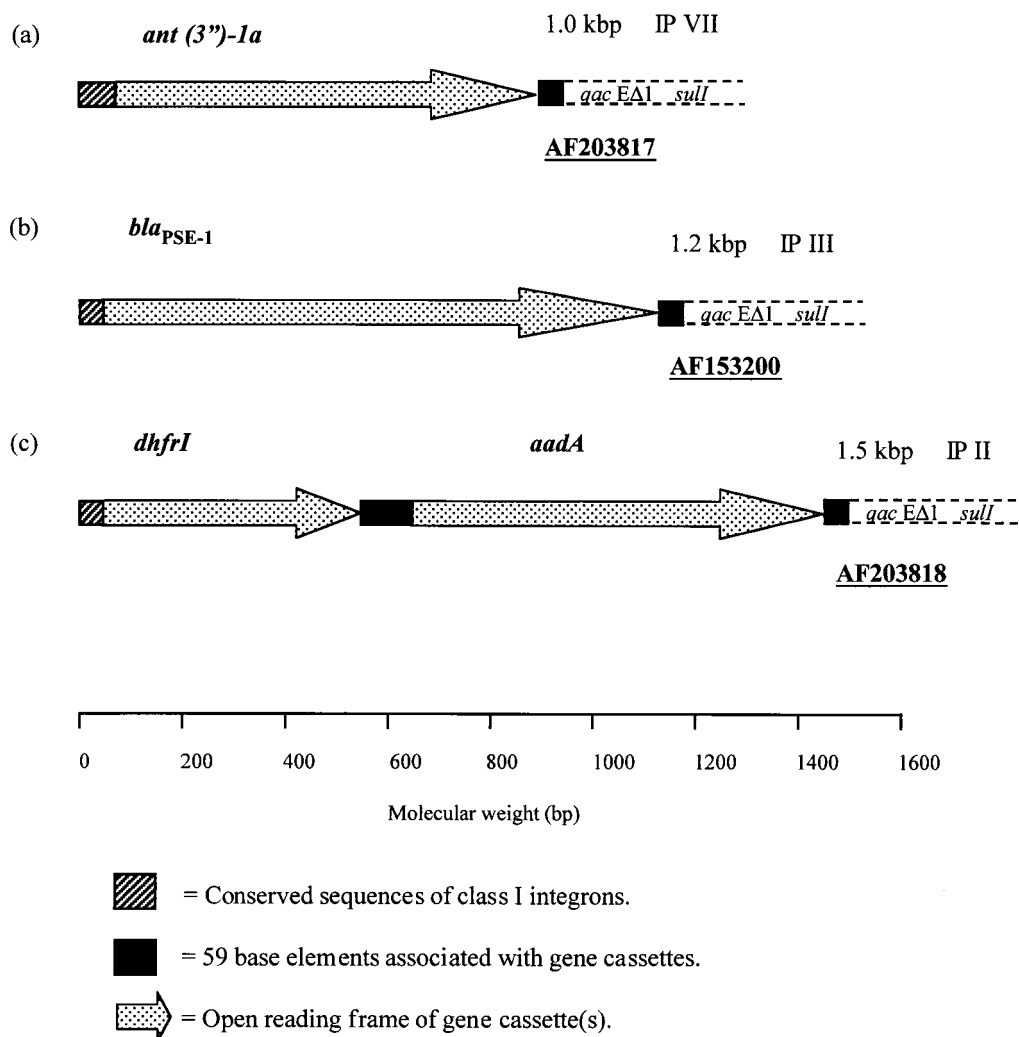 (a) ant (3”)-1a 1.0 kbp IP VII
qac EΔ1 sulI
AF203817
(b) blaPSE-1 1.2 kbp IP III
qac EΔ1 sulI
AF153200
(c) dhfrI aadA 1.5 kbp IP II
qac EΔ1 sulI
AF203818
0 200 400 600 800 1000 1200 1400 1600
Molecular weight (bp)
= Conserved sequences of class I integrons.
= 59 base elements associated with gene cassettes.
= Open reading frame of gene cassette(s).